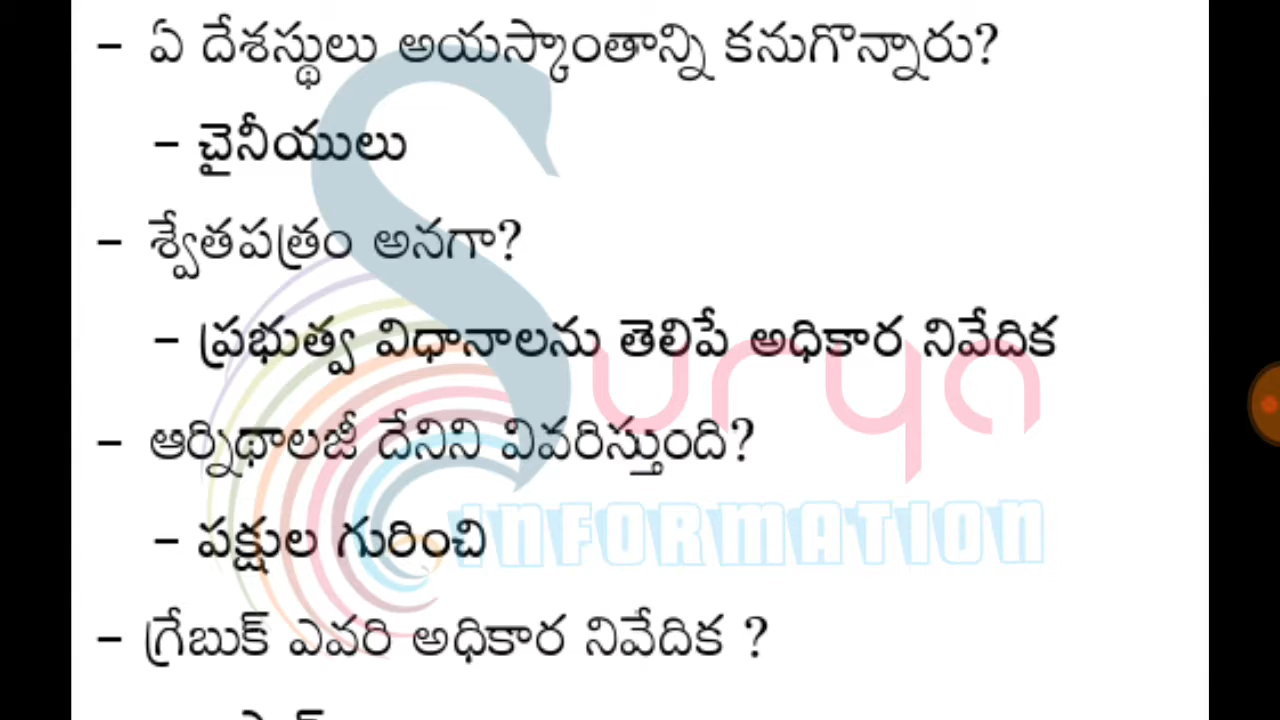 - ఏ దేశస్థులు అయస్కాంతాన్ని కనుగొన్నారు?
- చైనీయులు
- శ్వేతపత్రం అనగా?
- ప్రభుత్వ విధానాలను తెలిపే అధికార నివేదిక
- ఆర్నిథాలజీ దేనిని వివరిస్తుంది?
- పక్షుల గురించి
- గ్రేబుక్ ఎవరి అధికార నివేదిక ?
Surya
INFORMATION